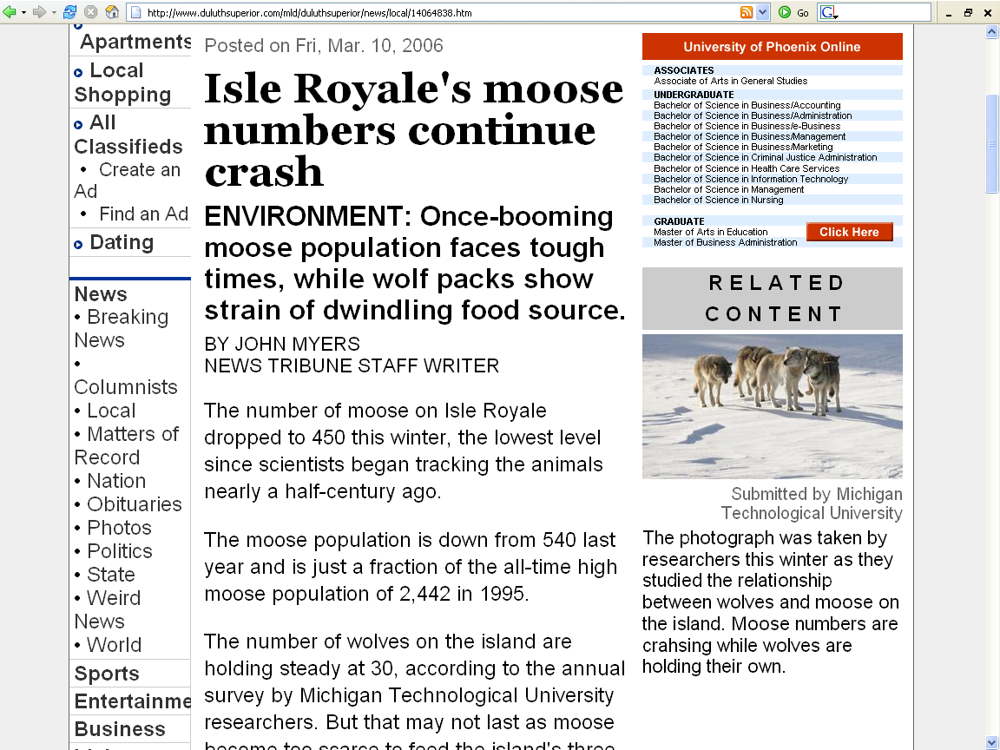 http://www.duluthsuperior.com/mld/duluthsuperior/news/local/14064838.htm
Go
G
Apartments
Local
Shopping
All
Classifieds
• Create an
Ad
• Find an Ad
Dating
News
• Breaking
News
•
Columnists
• Local
• Matters of
Record
• Nation
• Obituaries
• Photos
• Politics
• State
• Weird
News
• World
Sports
Entertainme
Business
Posted on Fri, Mar. 10, 2006
Isle Royale's moose
numbers continue
crash
ENVIRONMENT: Once-booming
moose population faces tough
times, while wolf packs show
strain of dwindling food source.
BY JOHN MYERS
NEWS TRIBUNE STAFF WRITER
The number of moose on Isle Royale
dropped to 450 this winter, the lowest level
since scientists began tracking the animals
nearly a half-century ago.
The moose population is down from 540 last
year and is just a fraction of the all-time high
moose population of 2,442 in 1995.
The number of wolves on the island are
holding steady at 30, according to the annual
survey by Michigan Technological University
researchers. But that may not last as moose
become too scarce to feed the island's three
University of Phoenix Online
ASSOCIATES
Associate of Arts in General Studies
UNDERGRADUATE
Bachelor of Science in Business/Accounting
Bachelor of Science in Business/Administration
Bachelor of Science in Business/e-Business
Bachelor of Science in Business/Management
Bachelor of Science in Business/Marketing
Bachelor of Science in Criminal Justice Administration
Bachelor of Science in Health Care Services
Bachelor of Science in Information Technology
Bachelor of Science in Management
Bachelor of Science in Nursing
GRADUATE
Master of Arts in Education
Master of Business Administration
Click Here
RELATED
CONTENT
Submitted by Michigan
Technological University
The photograph was taken by
researchers this winter as they
studied the relationship
between wolves and moose on
the island. Moose numbers are
crahsing while wolves are
holding their own.